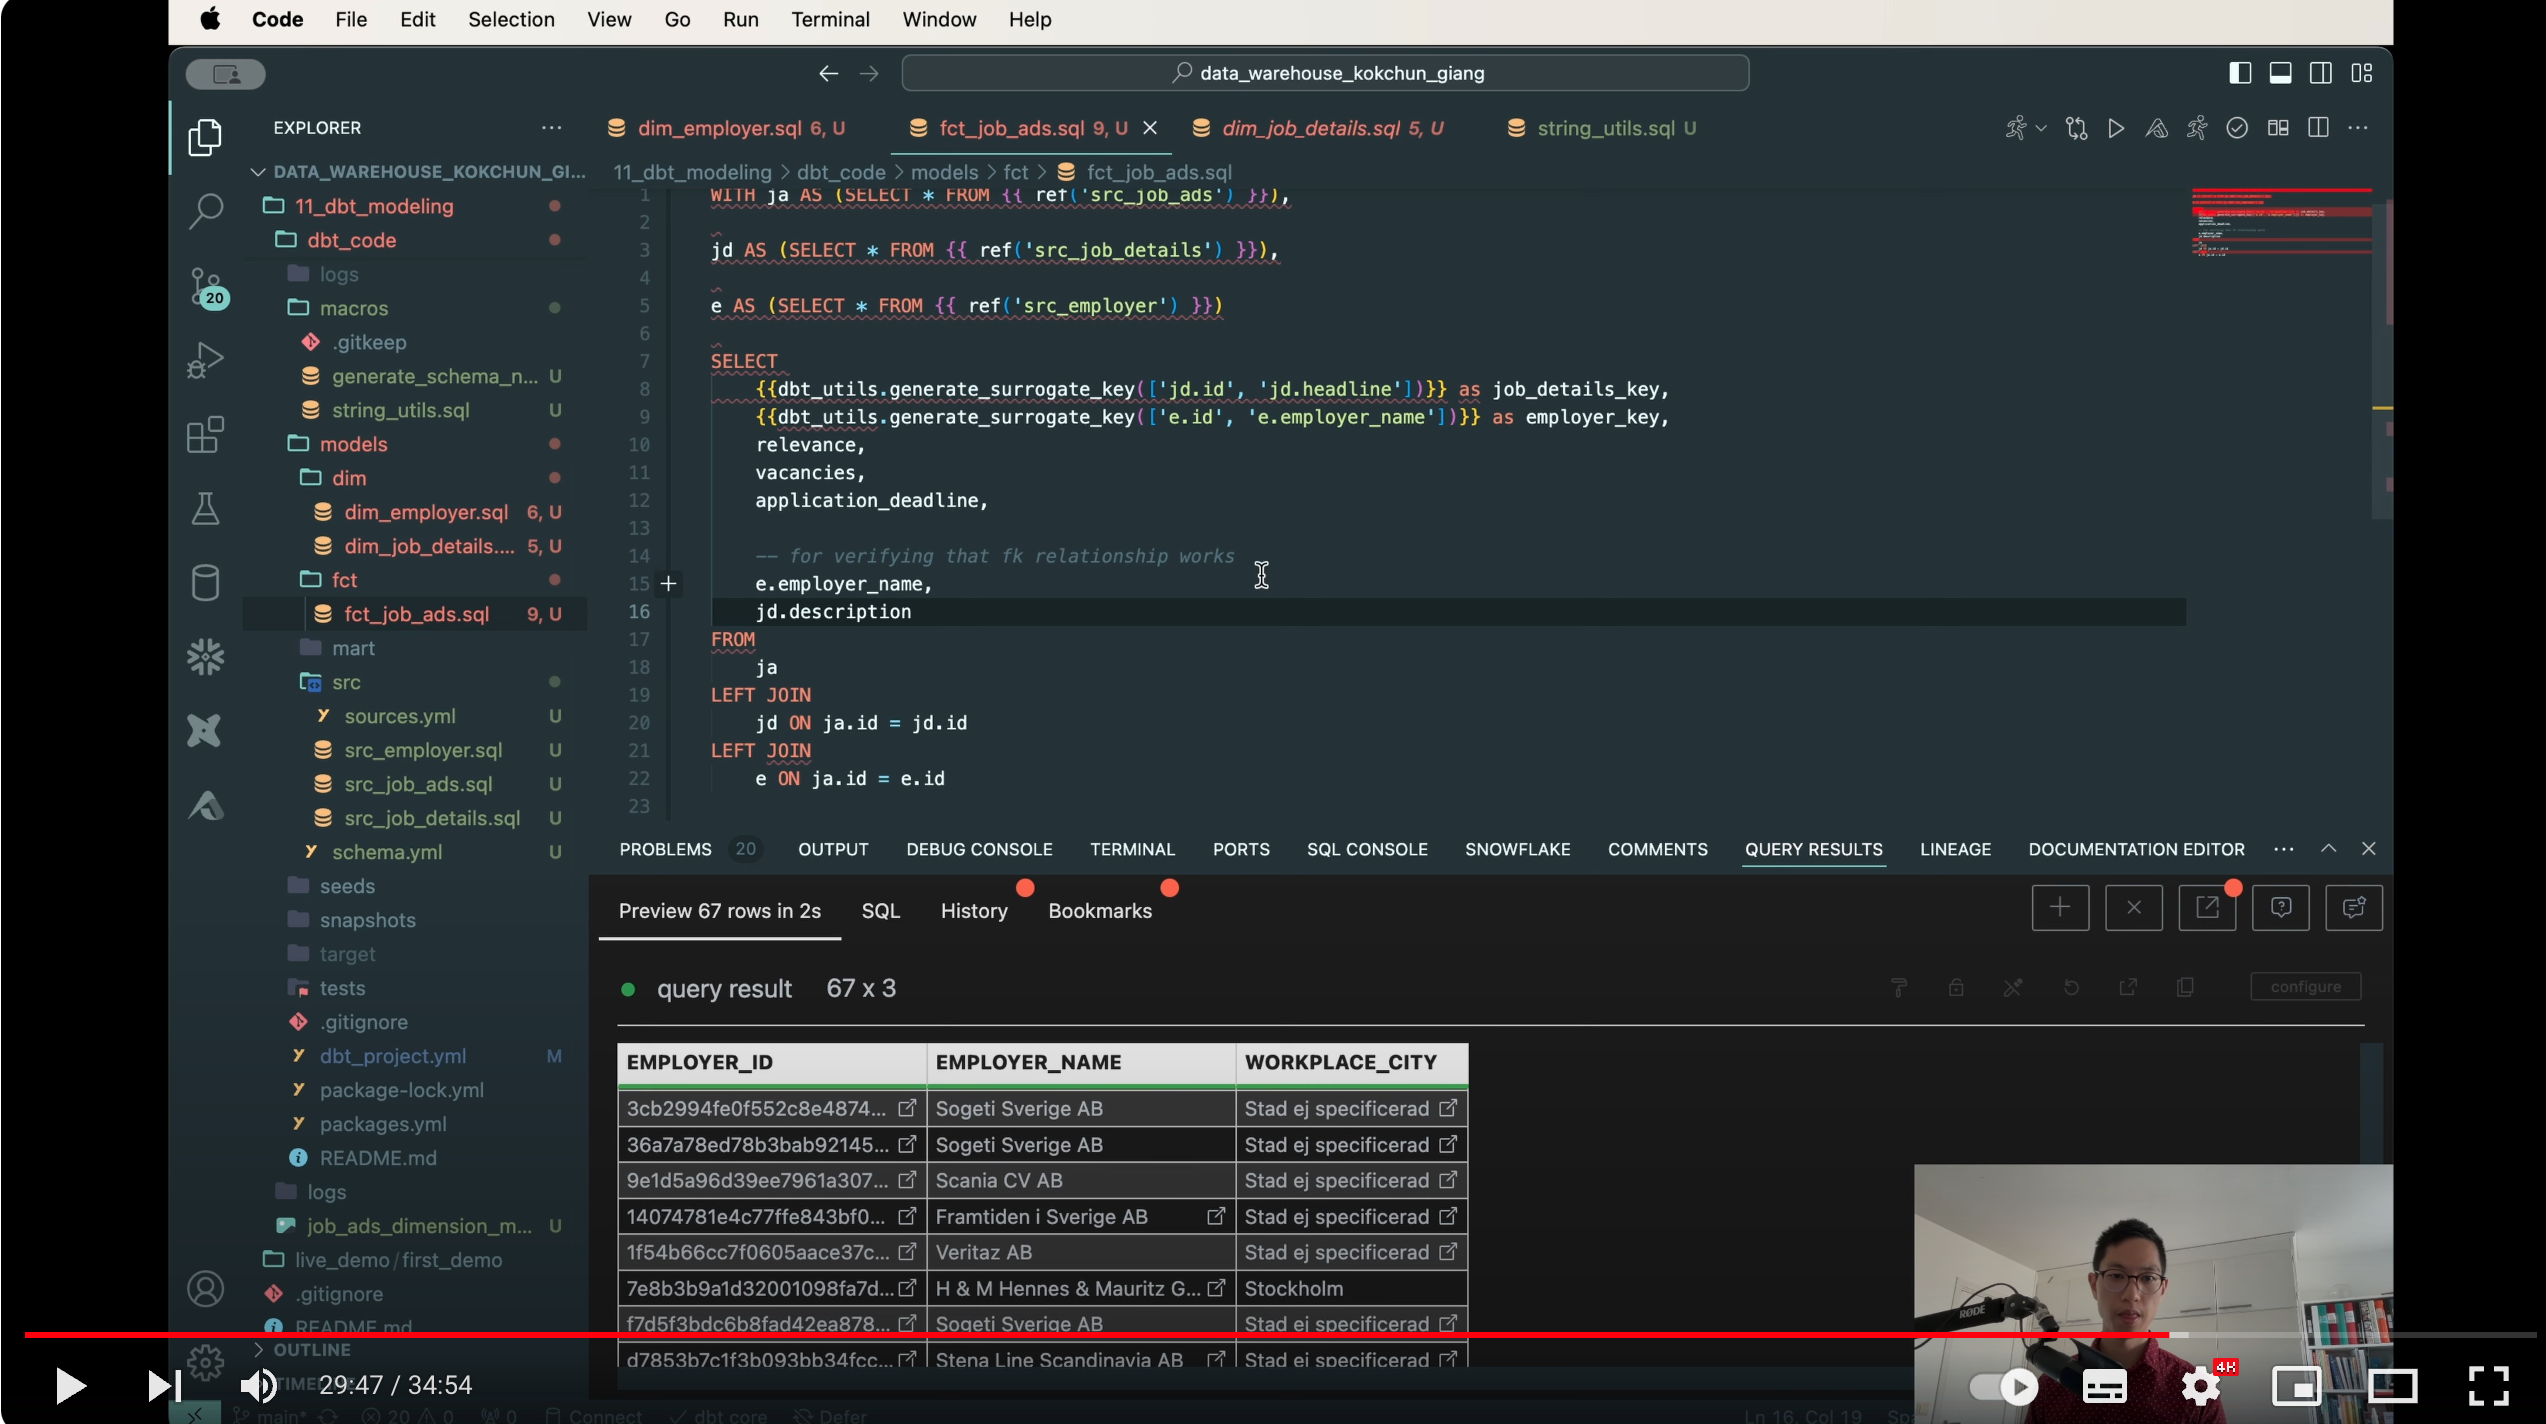 Code File Edit Selection View Go Run Terminal Window Help
data_warehouse_kokchun_giang
EXPLORER
dim_employer.sql 6, U
fct_job_ads.sql 9, U
dim_job_details.sql 5, U
string_utils.sql U
DATA_WAREHOUSE_KOKCHUN_GI...
11_dbt_modeling > dbt_code > models > fct > fct_job_ads.sql
11_dbt_modeling
dbt_code
logs
macros
.gitkeep
generate_schema_n... U
string_utils.sql U
models
dim
dim_employer.sql 6, U
dim_job_details.... 5, U
fct
fct_job_ads.sql 9, U
mart
src
sources.yml U
src_employer.sql U
src_job_ads.sql U
src_job_details.sql U
schema.yml U
seeds
snapshots
target
tests
.gitignore
dbt_project.yml M
package-lock.yml
packages.yml
README.md
logs
job_ads_dimension_m... U
live_demo / first_demo
.gitignore
README.md
OUTLINE
TIMELINE
20
1 WITH ja AS (SELECT * FROM {{ ref('src_job_ads') }}),
2
3 jd AS (SELECT * FROM {{ ref('src_job_details') }}),
4
5 e AS (SELECT * FROM {{ ref('src_employer') }})
6
7 SELECT
8 {{dbt_utils.generate_surrogate_key(['jd.id', 'jd.headline'])}} as job_details_key,
9 {{dbt_utils.generate_surrogate_key(['e.id', 'e.employer_name'])}} as employer_key,
10 relevance,
11 vacancies,
12 application_deadline,
13
14 -- for verifying that fk relationship works
15 e.employer_name,
16 jd.description
17 FROM
18 ja
19 LEFT JOIN
20 jd ON ja.id = jd.id
21 LEFT JOIN
22 e ON ja.id = e.id
23
PROBLEMS 20 OUTPUT DEBUG CONSOLE TERMINAL PORTS SQL CONSOLE SNOWFLAKE COMMENTS QUERY RESULTS LINEAGE DOCUMENTATION EDITOR
Preview 67 rows in 2s SQL History Bookmarks
query result 67 x 3
configure
EMPLOYER_ID EMPLOYER_NAME WORKPLACE_CITY
3cb2994fe0f552c8e4874... Sogeti Sverige AB Stad ej specificerad
36a7a78ed78b3bab92145... Sogeti Sverige AB Stad ej specificerad
9e1d5a96d39ee7961a307... Scania CV AB Stad ej specificerad
14074781e4c77ffe843bf0... Framtiden i Sverige AB Stad ej specificerad
1f54b66cc7f0605aace37c... Veritaz AB Stad ej specificerad
7e8b3b9a1d32001098fa7d... H & M Hennes & Mauritz G... Stockholm
f7d5f3bdc6b8fad42ea878... Sogeti Sverige AB Stad ej specificerad
d7853b7c1f3b093bb34fcc... Stena Line Scandinavia AB Stad ej specificerad
RØDE
29:47 / 34:54
4K
main* 20 0 0 Connect dbt core Defer
Ln 16, Col 19